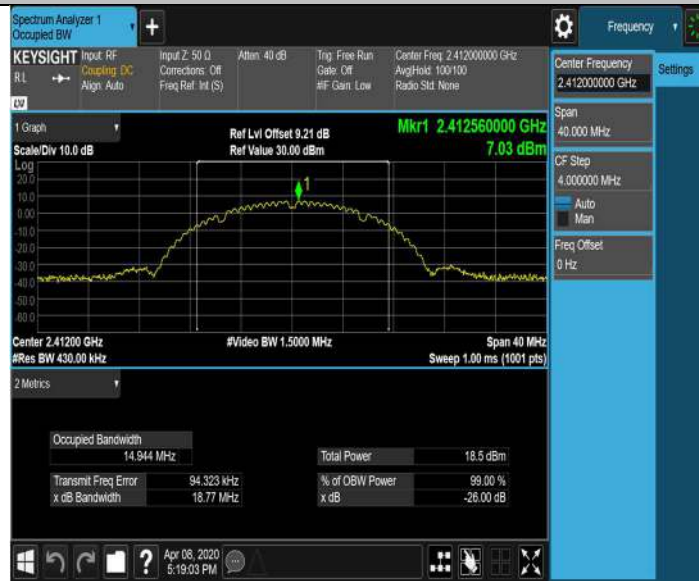 Spectrum Analyzer 1
Occupied BW
+
Frequency
KEYSIGHT
RL
Input: RF
Coupling: DC
Align: Auto
Input Z: 50 Ω
Corrections: Off
Freq Ref: Int (S)
Atten: 40 dB
Trig: Free Run
Gate: Off
#IF Gain: Low
Center Freq: 2.412000000 GHz
Avg|Hold: 100/100
Radio Std: None
Center Frequency
2.412000000 GHz
Settings
Span
40.000 MHz
CF Step
4.000000 MHz
Auto
Man
Freq Offset
0 Hz
1 Graph
Scale/Div 10.0 dB
Ref Lvl Offset 9.21 dB
Ref Value 30.00 dBm
Mkr1 2.412560000 GHz
7.03 dBm
Log
20.0
10.0
0.00
-10.0
-20.0
-30.0
-40.0
-50.0
-60.0
1
Center 2.41200 GHz
#Res BW 430.00 kHz
#Video BW 1.5000 MHz
Span 40 MHz
Sweep 1.00 ms (1001 pts)
2 Metrics
Occupied Bandwidth
14.944 MHz
Total Power 18.5 dBm
Transmit Freq Error 94.323 kHz
% of OBW Power 99.00 %
x dB Bandwidth 18.77 MHz
x dB -26.00 dB
?
Apr 08, 2020
5:19:03 PM